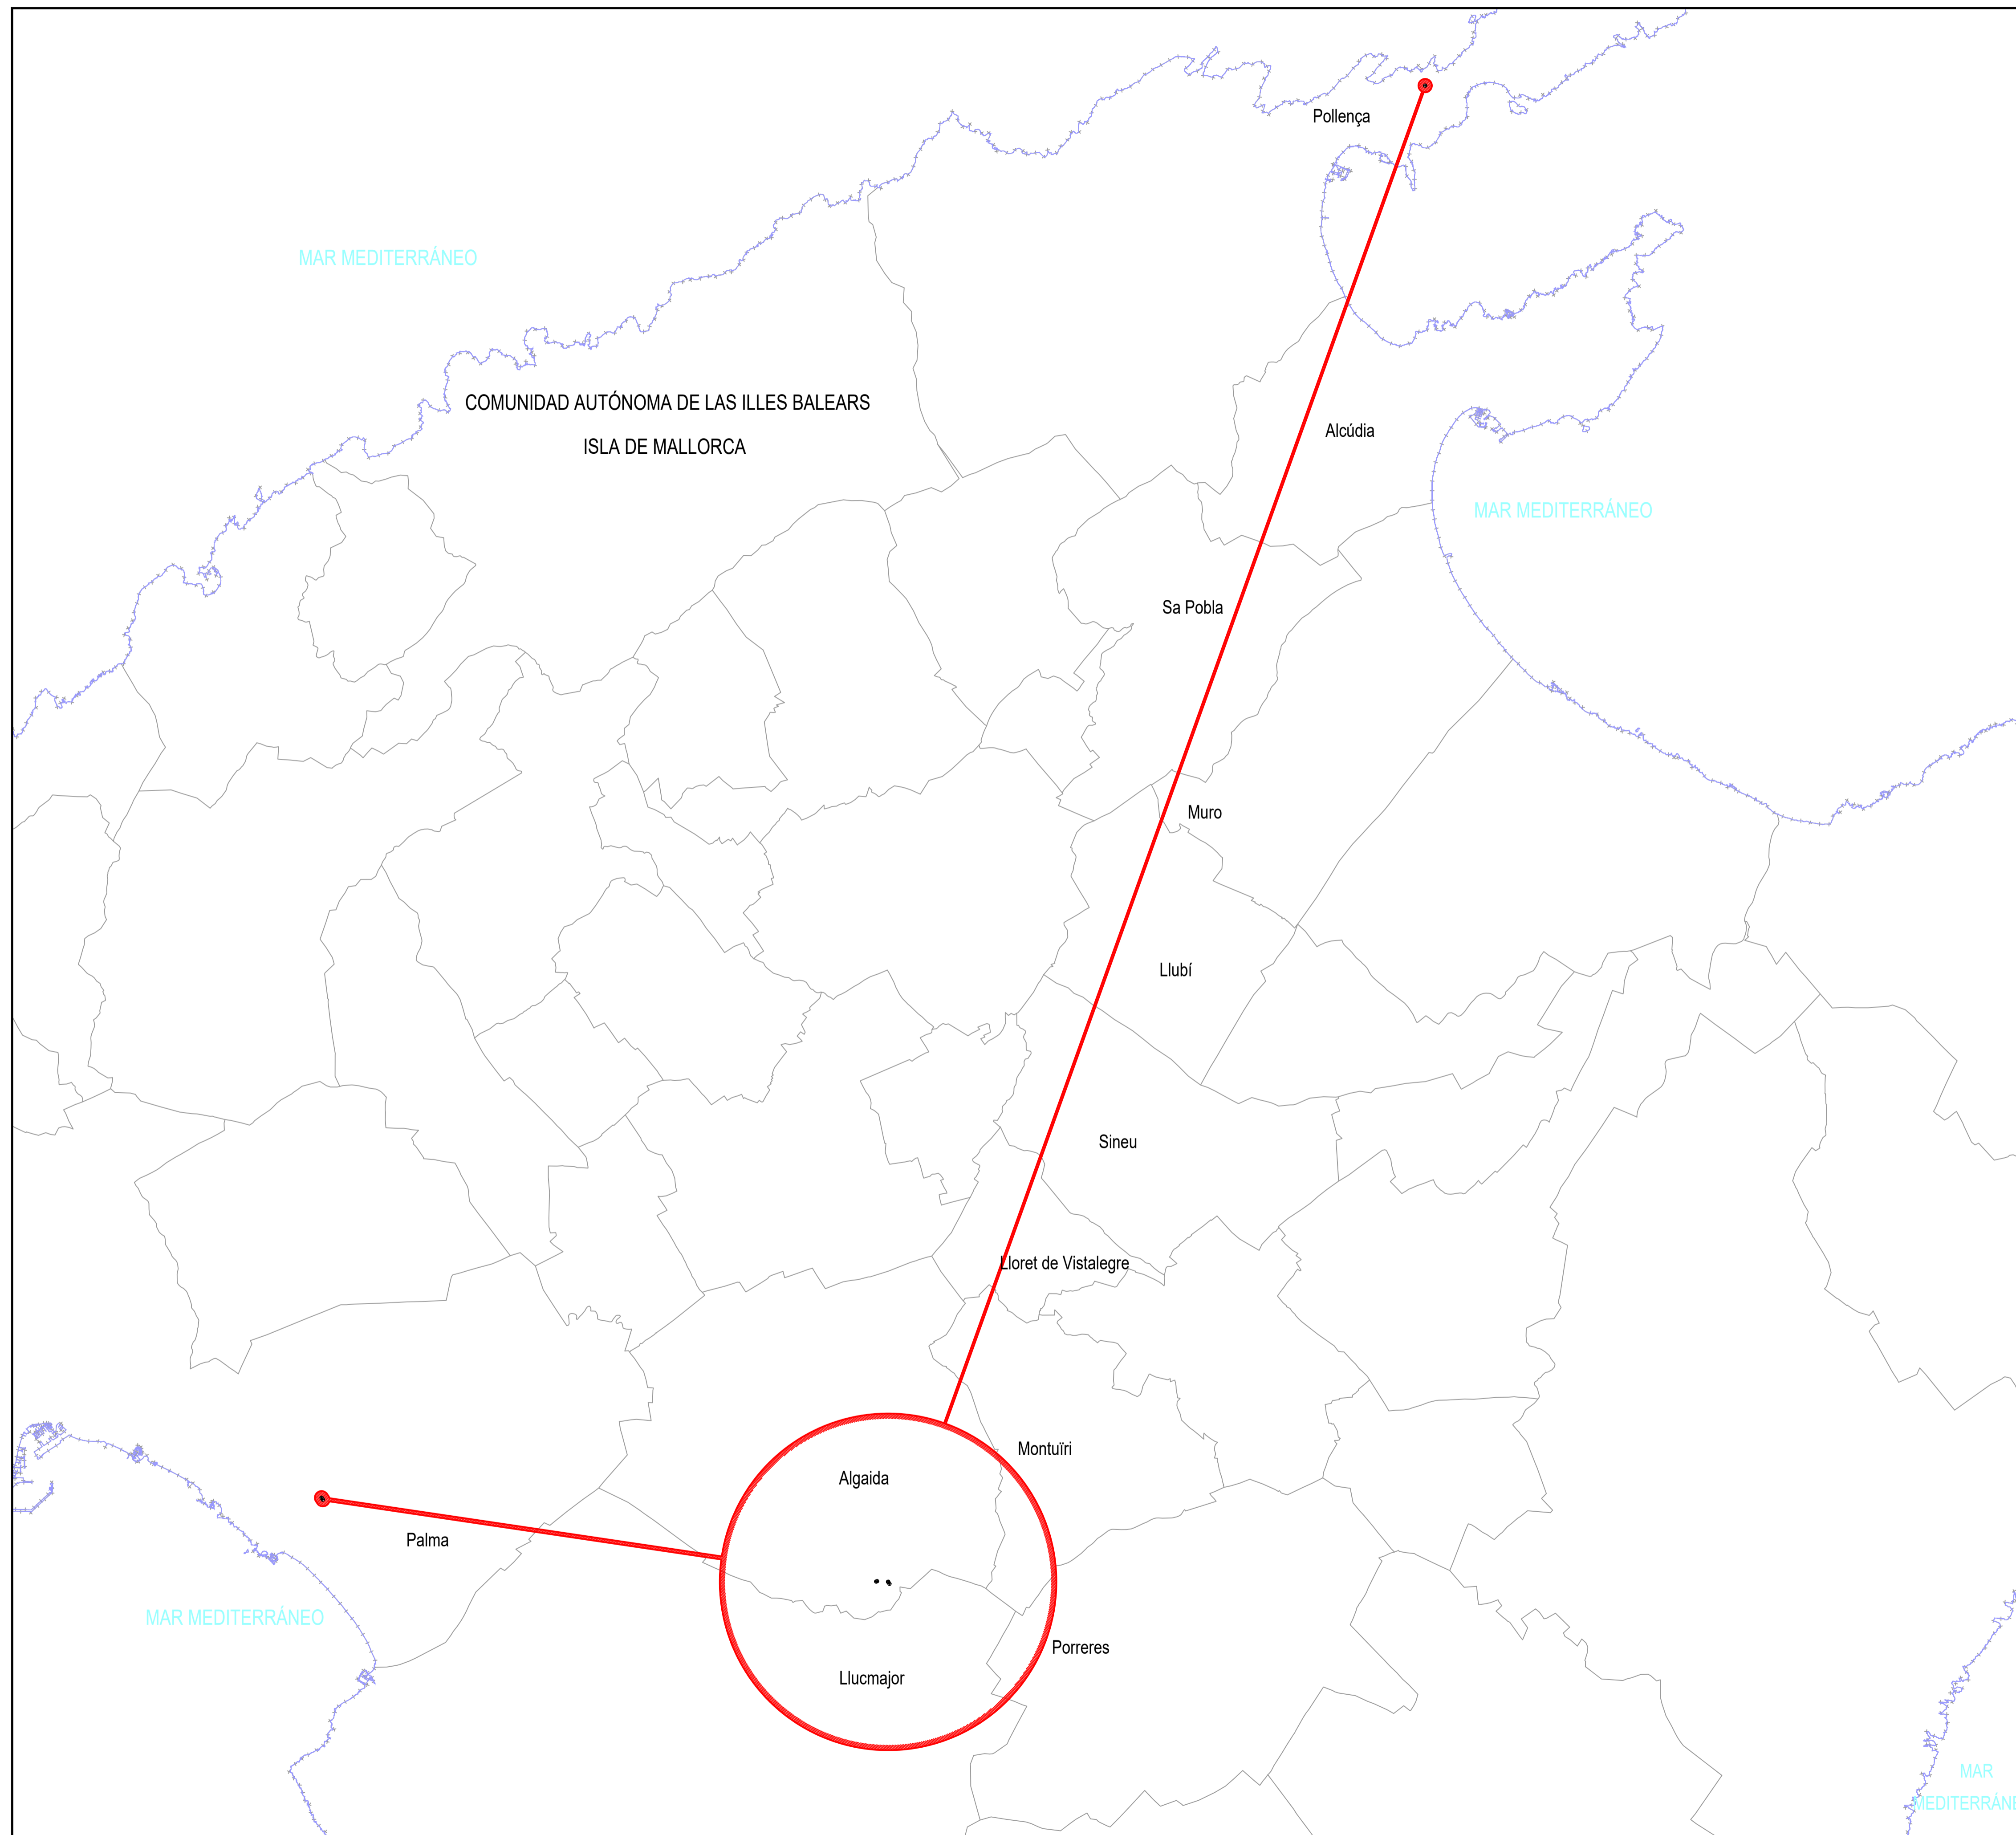 Pollença
MAR MEDITERRÁNEO
COMUNIDAD AUTÓNOMA DE LAS ILLES BALEARS
ISLA DE MALLORCA
Alcúdia
MAR MEDITERRÁNEO
Sa Pobla
Muro
Llubí
Sineu
Lloret de Vistalegre
Montuïri
Algaida
Palma
MAR MEDITERRÁNEO
Porreres
Llucmajor
MAR
MEDITERRÁNE